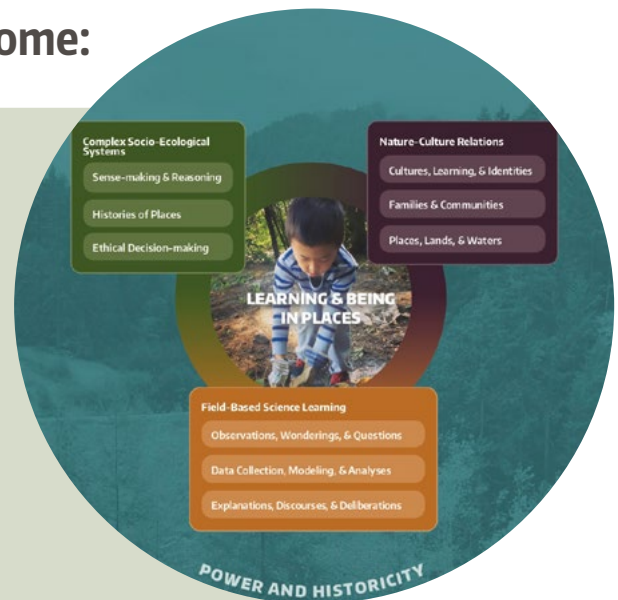 ome:
Complex Socio-Ecological
Systems
Sense-making & Reasoning
Histories of Places
Ethical Decision-making
Nature-Culture Relations
Cultures, Learning, & Identities
Families & Communities
Places, Lands, & Waters
LEARNING & BEING
IN PLACES
Field-Based Science Learning
Observations, Wonderings, & Questions
Data Collection, Modeling, & Analyses
Explanations, Discourses, & Deliberations
POWER AND HISTORICITY